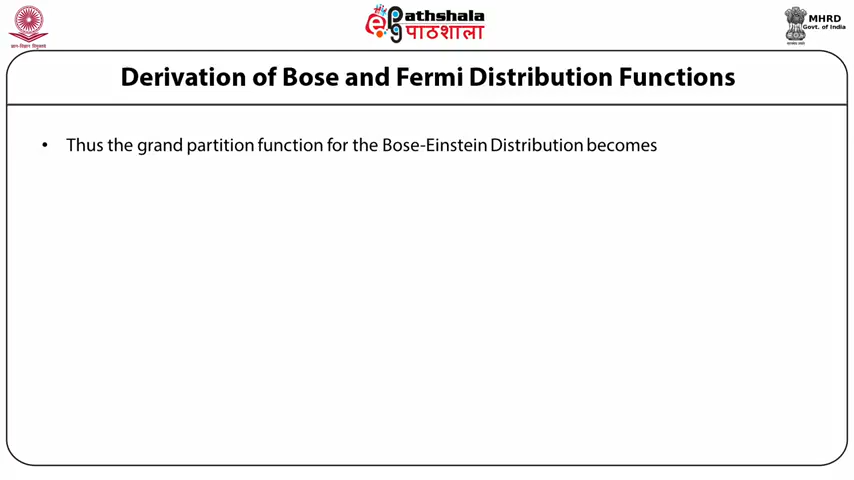 ePathshala
पाठशाला
MHRD
Govt. of India
Derivation of Bose and Fermi Distribution Functions
• Thus the grand partition function for the Bose-Einstein Distribution becomes